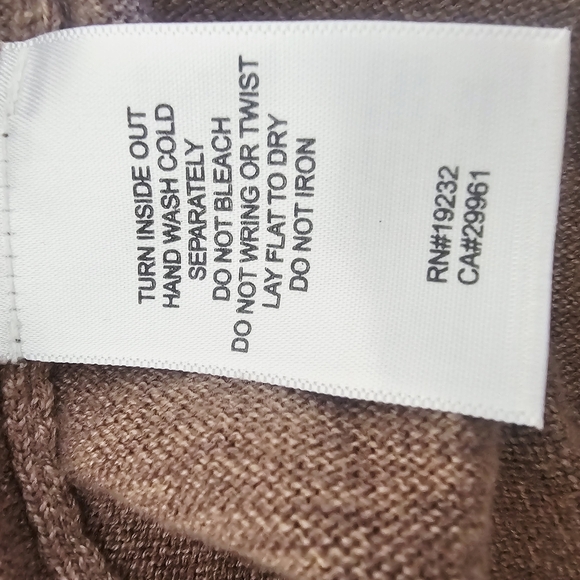 TURN INSIDE OUT
HAND WASH COLD
SEPARATELY
DO NOT BLEACH
DO NOT WRING OR TWIST
LAY FLAT TO DRY
DO NOT IRON
RN#19232
CA#29961